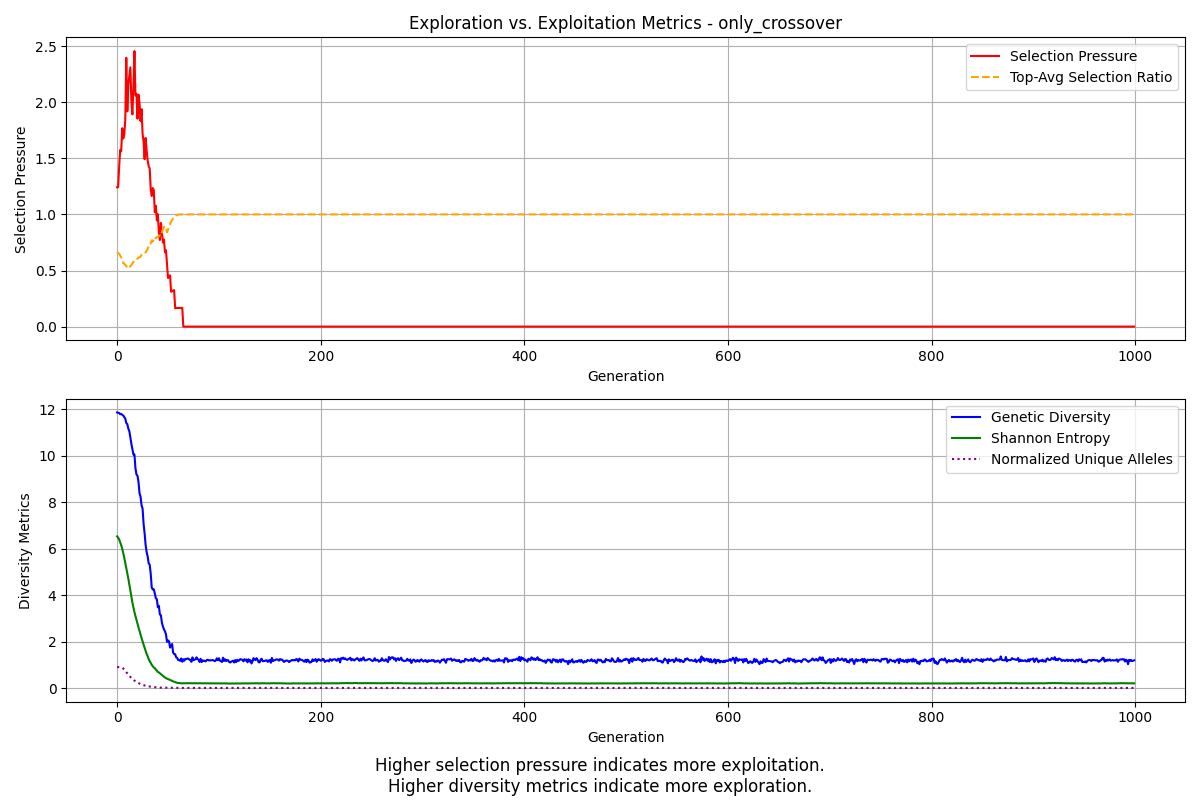 Exploration vs. Exploitation Metrics - only_crossover
2.5
2.0
1.5
1.0
0.5
0.0
Selection Pressure
Selection Pressure
Top-Avg Selection Ratio
0 200 400 600 800 1000
Generation
12
10
8
6
4
2
0
Diversity Metrics
Genetic Diversity
Shannon Entropy
Normalized Unique Alleles
0 200 400 600 800 1000
Generation
Higher selection pressure indicates more exploitation.
Higher diversity metrics indicate more exploration.